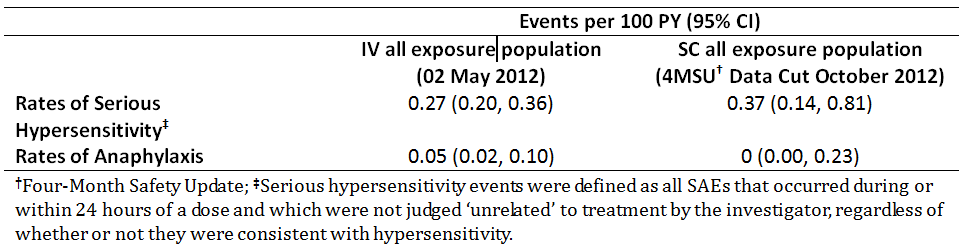 Events per 100 PY (95% CI)
IV all exposure population SC all exposure population
(02 May 2012) (4MSU† Data Cut October 2012)
Rates of Serious 0.27 (0.20, 0.36) 0.37 (0.14, 0.81)
Hypersensitivity‡
Rates of Anaphylaxis 0.05 (0.02, 0.10) 0 (0.00, 0.23)
†Four-Month Safety Update; ‡Serious hypersensitivity events were defined as all SAEs that occurred during or
within 24 hours of a dose and which were not judged ‘unrelated’ to treatment by the investigator, regardless of
whether or not they were consistent with hypersensitivity.